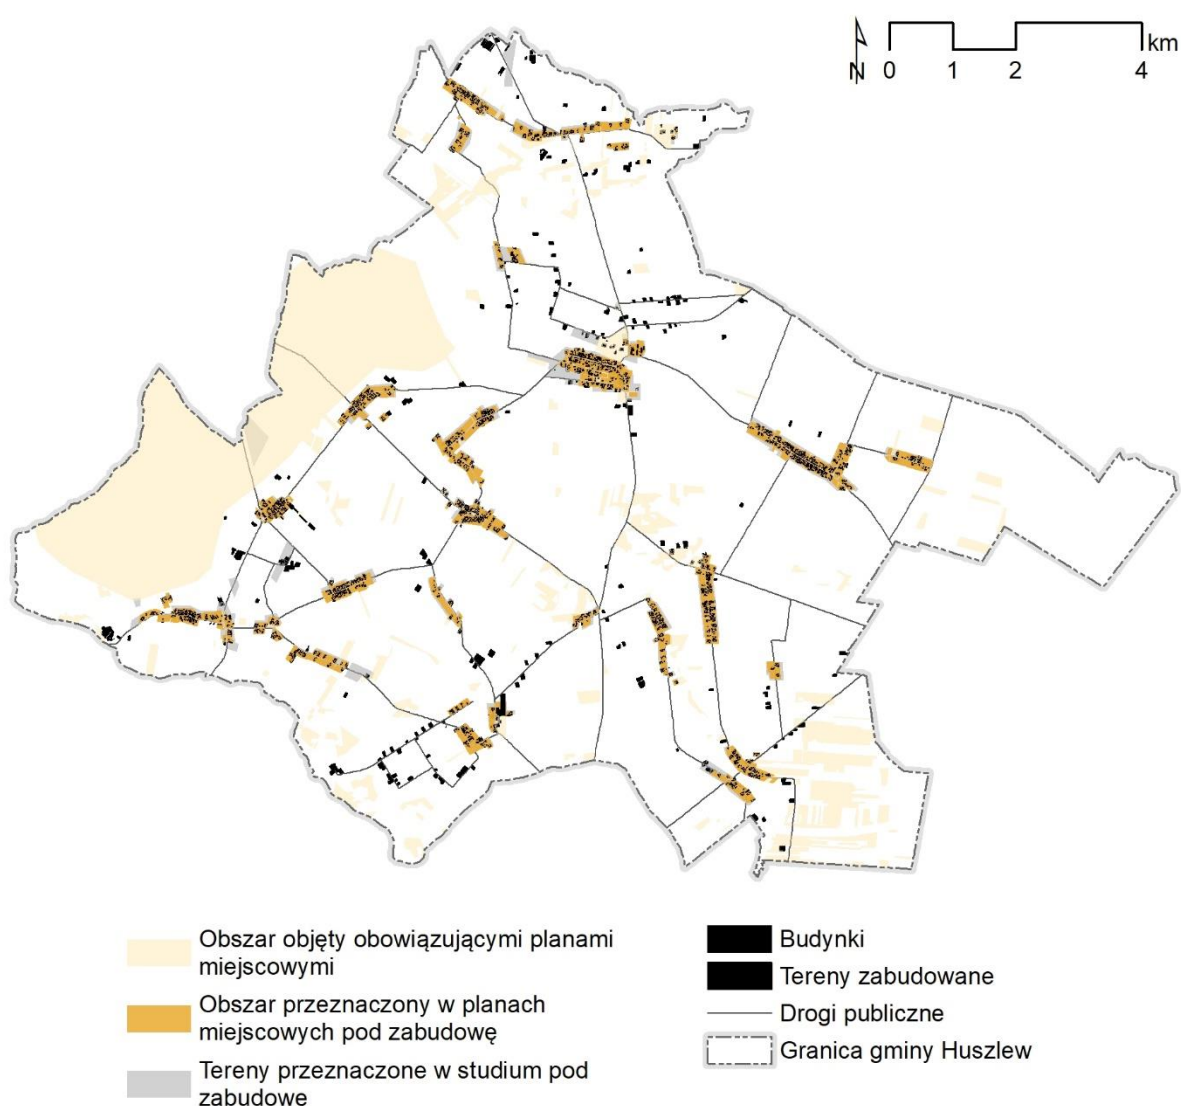 km
N 0 1 2 4
Obszar objęty obowiązującymi planami
miejscowymi
Obszar przeznaczony w planach
miejscowych pod zabudowę
Tereny przeznaczone w studium pod
zabudowe
Budynki
Tereny zabudowane
Drogi publiczne
Granica gminy Huszlew